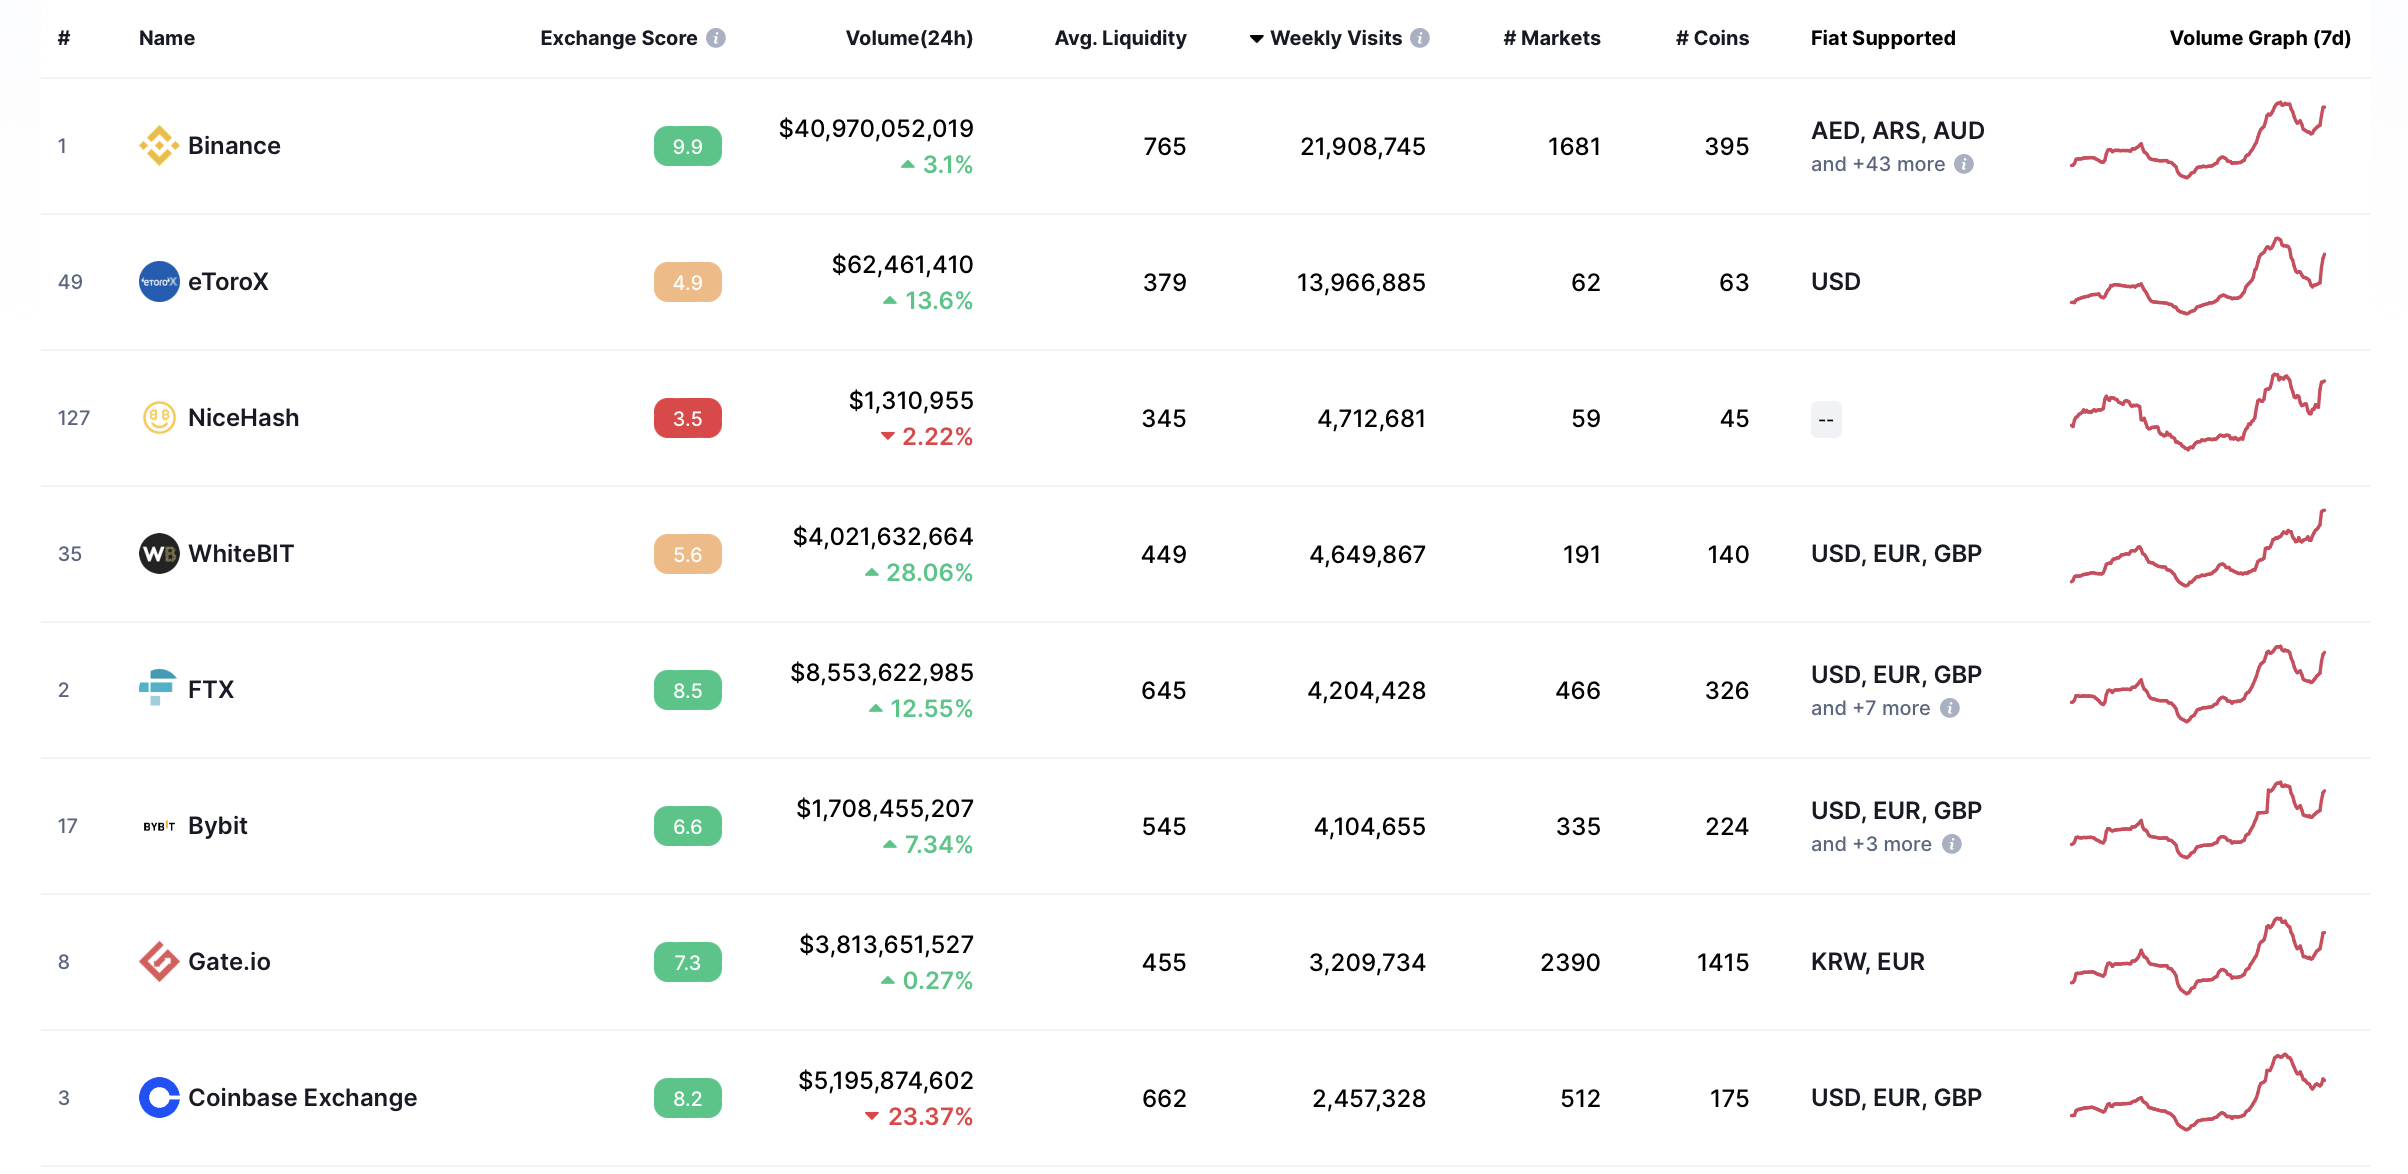 # Name Exchange Score Volume(24h) Avg. Liquidity Weekly Visits # Markets # Coins Fiat Supported Volume Graph (7d)
1 Binance 9.9 $40,970,052,019 765 21,908,745 1681 395 AED, ARS, AUD
3.1% and +43 more
49 eToroX eToroX 4.9 $62,461,410 379 13,966,885 62 63 USD
13.6%
127 NiceHash 3.5 $1,310,955 345 4,712,681 59 45 --
2.22%
35 WB WhiteBIT 5.6 $4,021,632,664 449 4,649,867 191 140 USD, EUR, GBP
28.06%
2 FTX 8.5 $8,553,622,985 645 4,204,428 466 326 USD, EUR, GBP
12.55% and +7 more
17 BYBIT Bybit 6.6 $1,708,455,207 545 4,104,655 335 224 USD, EUR, GBP
7.34% and +3 more
8 Gate.io 7.3 $3,813,651,527 455 3,209,734 2390 1415 KRW, EUR
0.27%
3 Coinbase Exchange 8.2 $5,195,874,602 662 2,457,328 512 175 USD, EUR, GBP
23.37%